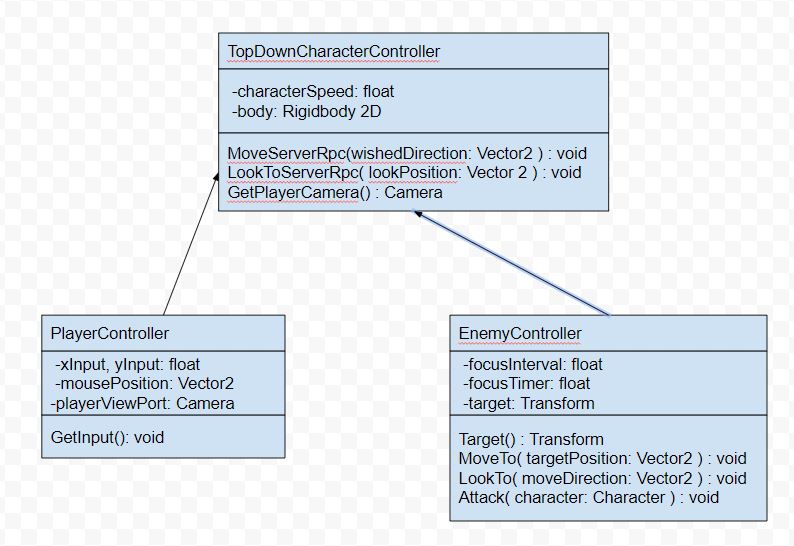 TopDownCharacterController
-characterSpeed: float
-body: Rigidbody 2D
MoveServerRpc(wishedDirection: Vector2 ) : void
LookToServerRpc( lookPosition: Vector 2 ) : void
GetPlayerCamera() : Camera
PlayerController
-xInput, yInput: float
-mousePosition: Vector2
-playerViewPort: Camera
GetInput(): void
EnemyController
-focusInterval: float
-focusTimer: float
-target: Transform
Target() : Transform
MoveTo( targetPosition: Vector2 ) : void
LookTo( moveDirection: Vector2 ) : void
Attack( character: Character ) : void